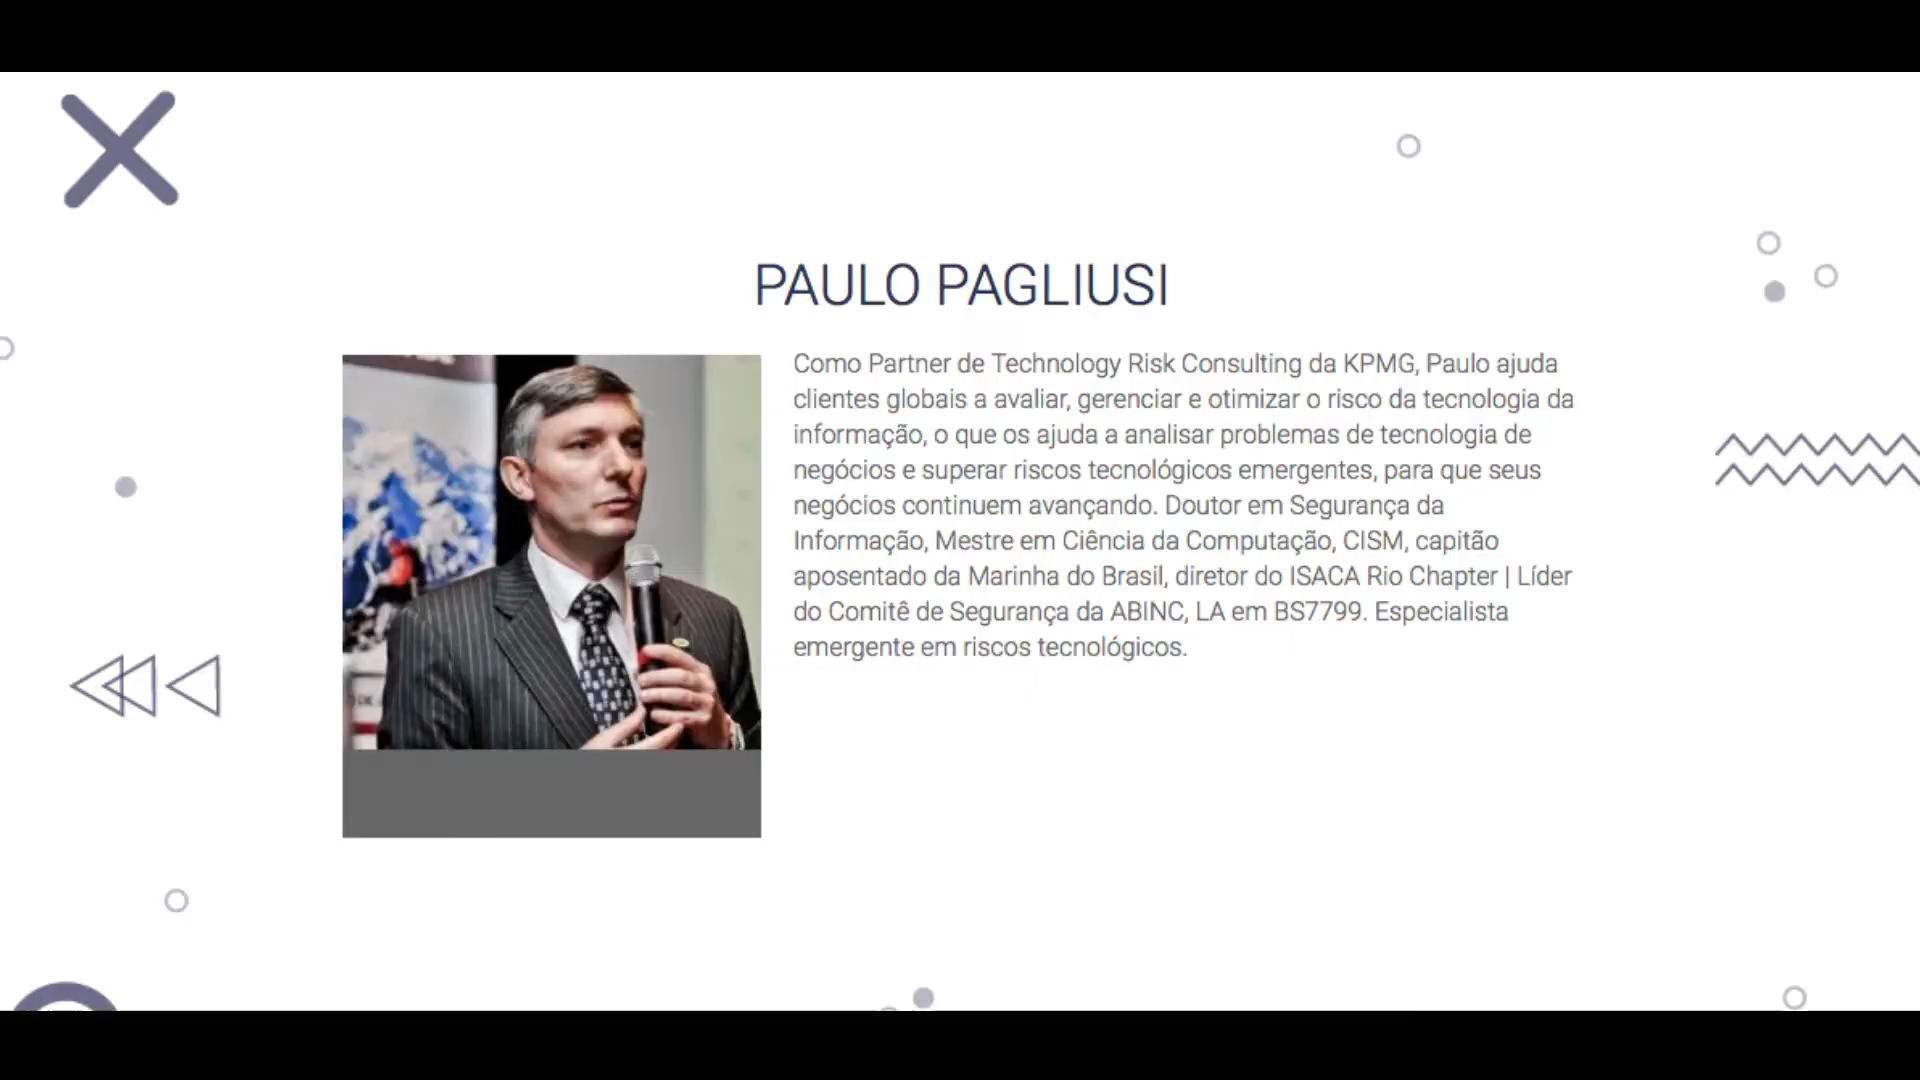 PAULO PAGLIUSI
Como Partner de Technology Risk Consulting da KPMG, Paulo ajuda
clientes globais a avaliar, gerenciar e otimizar o risco da tecnologia da
informação, o que os ajuda a analisar problemas de tecnologia de
negócios e superar riscos tecnológicos emergentes, para que seus
negócios continuem avançando. Doutor em Segurança da
Informação, Mestre em Ciência da Computação, CISM, capitão
aposentado da Marinha do Brasil, diretor do ISACA Rio Chapter | Líder
do Comitê de Segurança da ABINC, LA em BS7799. Especialista
emergente em riscos tecnológicos.